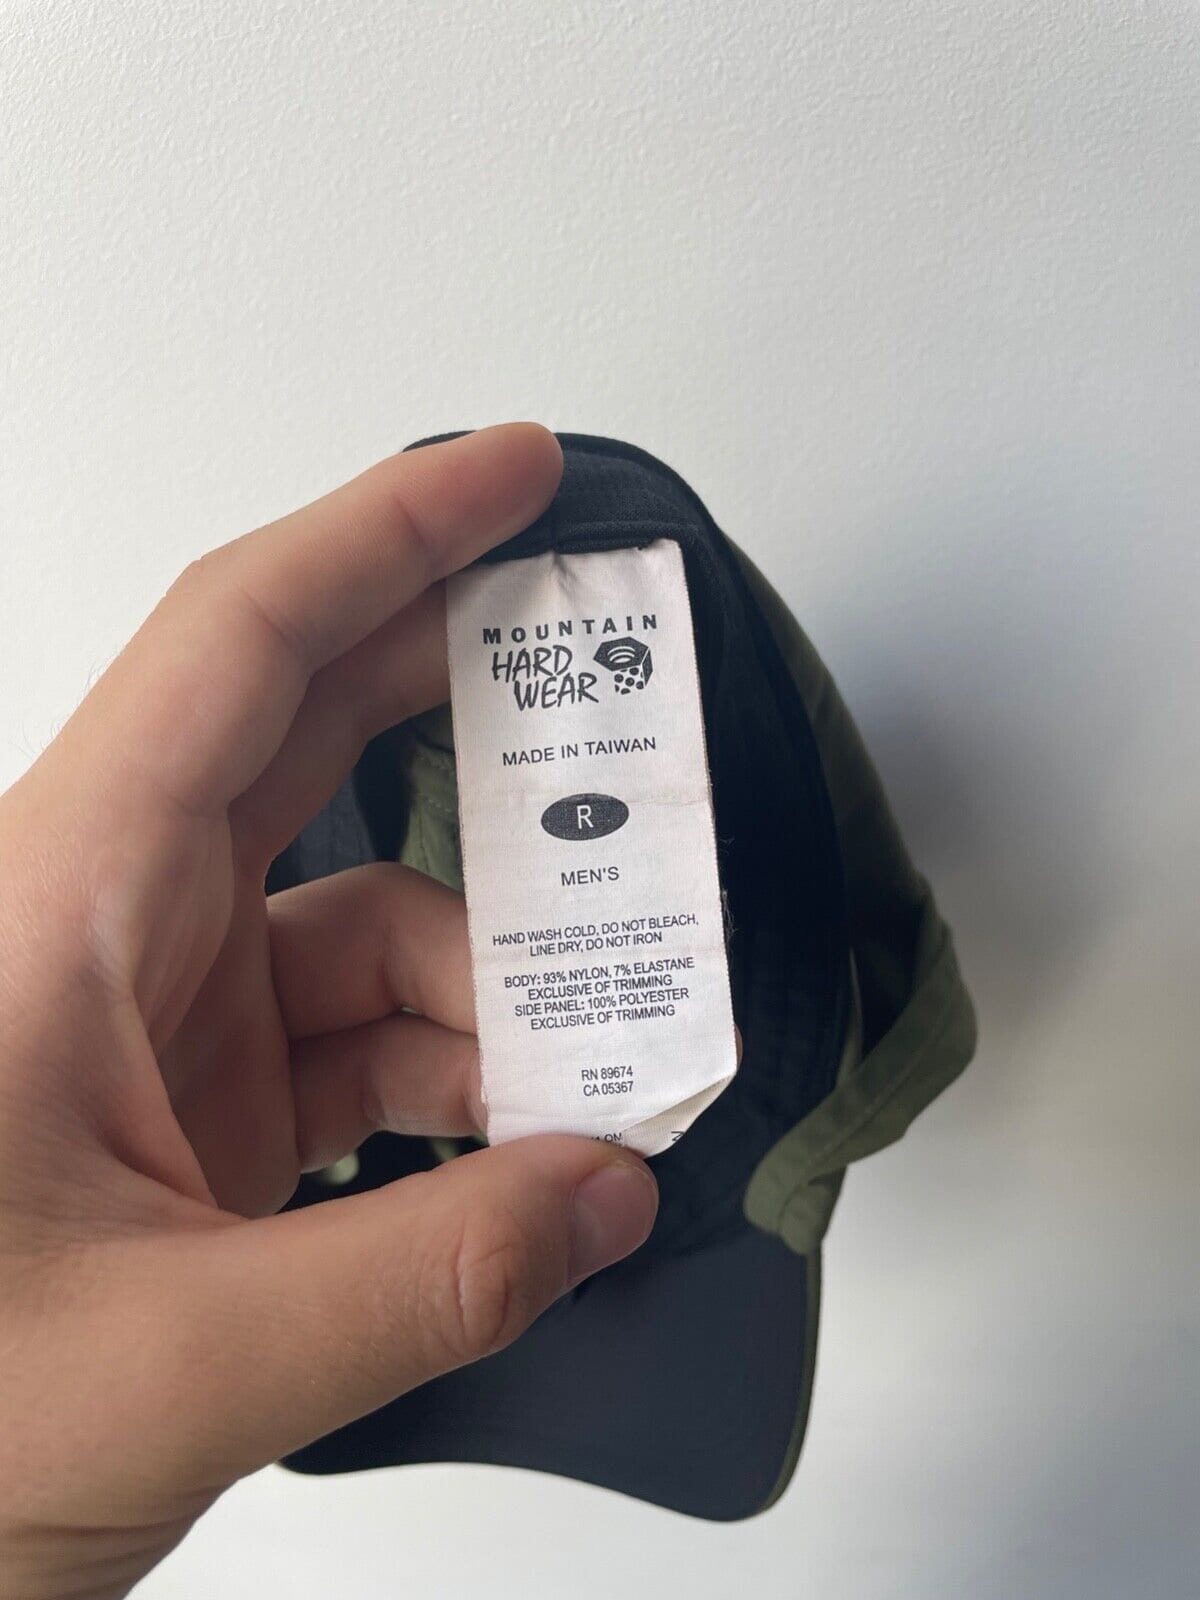 MOUNTAIN
HARD
WEAR
MADE IN TAIWAN
R
MEN'S
HAND WASH COLD, DO NOT BLEACH,
LINE DRY, DO NOT IRON
BODY: 93% NYLON, 7% ELASTANE
EXCLUSIVE OF TRIMMING
SIDE PANEL: 100% POLYESTER
EXCLUSIVE OF TRIMMING
RN 89674
CA 05367